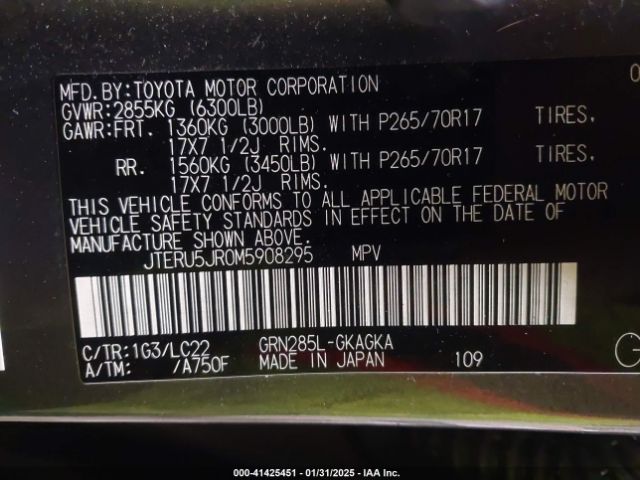 MFD.BY:TOYOTA MOTOR CORPORATION
GVWR:2855KG (6300LB)
GAWR:FRT. 1360KG (3000LB) WITH P265/70R17 TIRES.
17X7 1/2J RIMS.
RR. 1560KG (3450LB) WITH P265/70R17 TIRES.
17X7 1/2J RIMS.
THIS VEHICLE CONFORMS TO ALL APPLICABLE FEDERAL MOTOR
VEHICLE SAFETY STANDARDS IN EFFECT ON THE DATE OF
MANUFACTURE SHOWN ABOVE.
JTERU5JR0M5908295 MPV
C/TR:1G3/LC22 GRN285L-GKAGKA
A/TM: /A750F MADE IN JAPAN 109
000-41425451 - 01/31/2025 - IAA Inc.